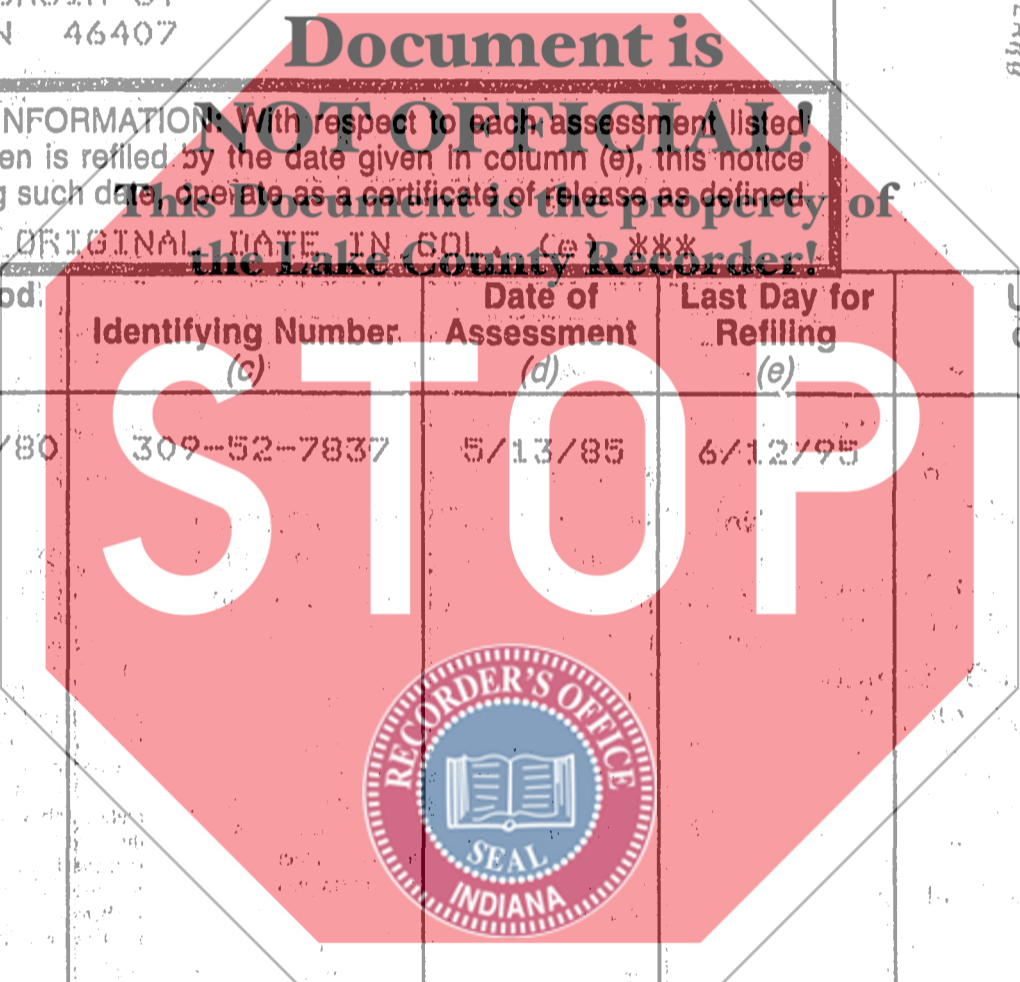 46407
Document is
NFORMATION: With respect to each assessment listed
NOT OFFICIAL!
en is refiled by the date given in column (e), this notice
g such date, operate as a certificate of release as defined
This Document is the property of
ORIGINAL DATE IN COL. (e) ***
the Lake County Recorder!
od
Identifying Number
(c)
Date of
Assessment
(d)
Last Day for
Refiling
(e)
/80 309-52-7837 5/13/85 6/12/95
STOP
RECORDER'S OFFICE
SEAL
INDIANA